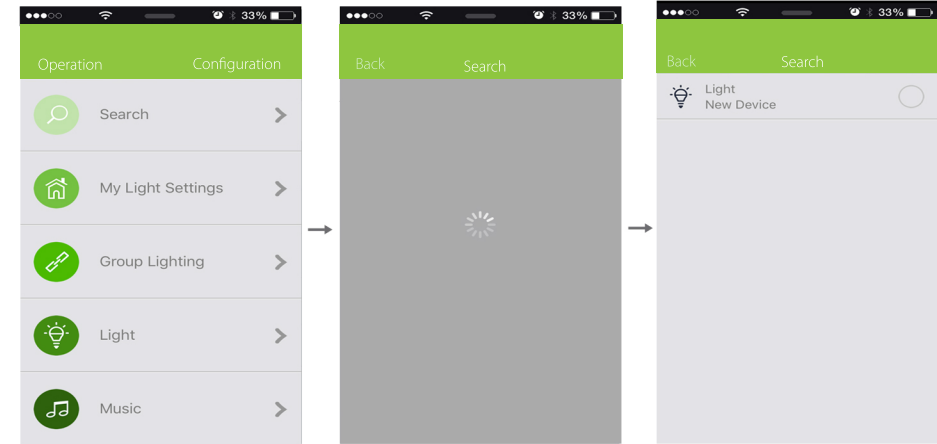 33%
Operation Configuration
Search
My Light Settings
Group Lighting
Light
Music
33%
Back Search
33%
Back Search
Light
New Device